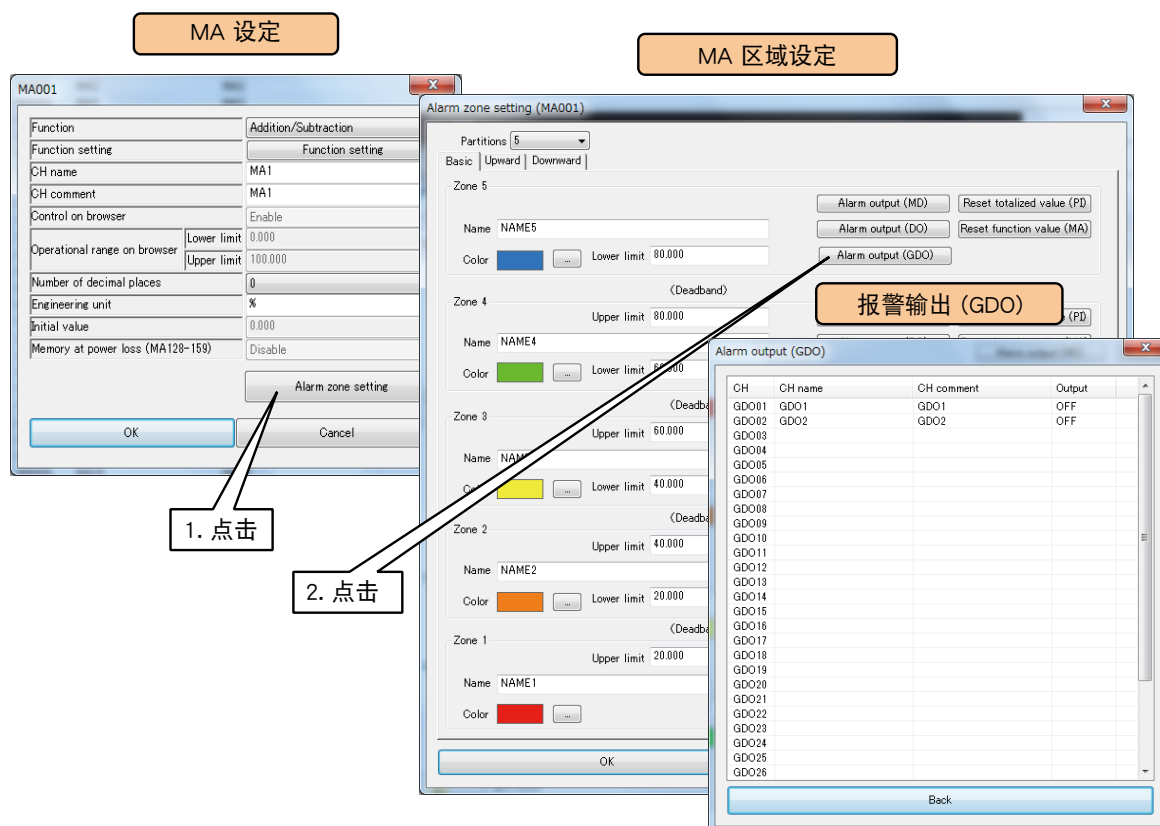 MA 设定
MA 区域设定
MA001
Function
Addition/Subtraction
Function setting
Function setting
CH name
MA1
CH comment
MA1
Control on browser
Enable
Operational range on browser
Lower limit
0.000
Upper limit
100.000
Number of decimal places
0
Engineering unit
%
Initial value
0.000
Memory at power loss (MA128-159)
Disable
Alarm zone setting
OK
Cancel
1. 点击
Alarm zone setting (MA001)
Partitions
5
Basic
Upward
Downward
Zone 5
Alarm output (MD)
Reset totalized value (PI)
Name
NAME5
Alarm output (DO)
Reset function value (MA)
Color
...
Lower limit
80.000
Alarm output (GDO)
(Deadband)
Zone 4
Upper limit
80.000
(PI)
Name
NAME4
Color
...
Lower limit
(Deadba
Zone 3
Upper limit
60.000
Name
...
Lower limit
40.000
(Deadba
Zone 2
Upper limit
40.000
Name
NAME2
Color
...
Lower limit
20.000
(Deadba
Zone 1
Upper limit
20.000
Name
NAME1
Color
...
OK
2. 点击
报警输出 (GDO)
Alarm output (GDO)
CH
CH name
CH comment
Output
GDO01 GDO1 GDO1 OFF
GDO02 GDO2 GDO2 OFF
GDO03
GDO04
GDO05
GDO06
GDO07
GDO08
GDO09
GDO10
GDO11
GDO12
GDO13
GDO14
GDO15
GDO16
GDO17
GDO18
GDO19
GDO20
GDO21
GDO22
GDO23
GDO24
GDO25
GDO26
Back